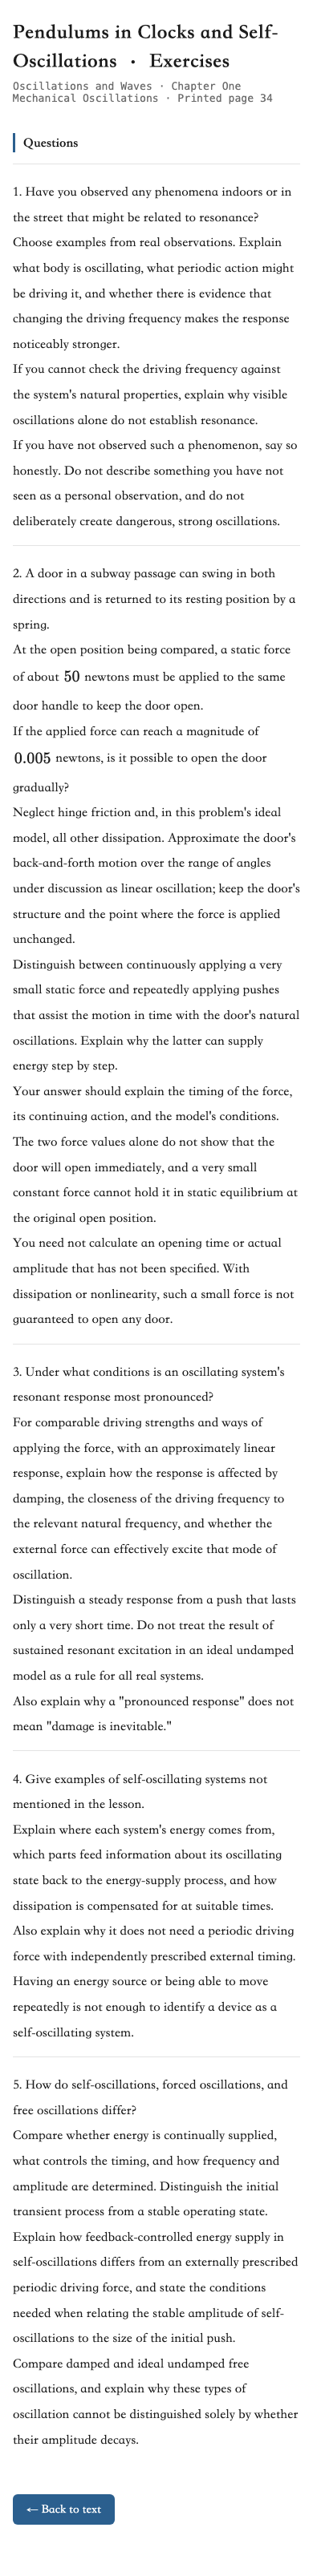 Pendulums in Clocks and Self-
Oscillations · Exercises
Oscillations and Waves · Chapter One
Mechanical Oscillations · Printed page 34
Questions
1. Have you observed any phenomena indoors or in
the street that might be related to resonance?
Choose examples from real observations. Explain
what body is oscillating, what periodic action might
be driving it, and whether there is evidence that
changing the driving frequency makes the response
noticeably stronger.
If you cannot check the driving frequency against
the system's natural properties, explain why visible
oscillations alone do not establish resonance.
If you have not observed such a phenomenon, say so
honestly. Do not describe something you have not
seen as a personal observation, and do not
deliberately create dangerous, strong oscillations.
2. A door in a subway passage can swing in both
directions and is returned to its resting position by a
spring.
At the open position being compared, a static force
of about 50 newtons must be applied to the same
door handle to keep the door open.
If the applied force can reach a magnitude of
0.005 newtons, is it possible to open the door
gradually?
Neglect hinge friction and, in this problem's ideal
model, all other dissipation. Approximate the door's
back-and-forth motion over the range of angles
under discussion as linear oscillation; keep the door's
structure and the point where the force is applied
unchanged.
Distinguish between continuously applying a very
small static force and repeatedly applying pushes
that assist the motion in time with the door's natural
oscillations. Explain why the latter can supply
energy step by step.
Your answer should explain the timing of the force,
its continuing action, and the model's conditions.
The two force values alone do not show that the
door will open immediately, and a very small
constant force cannot hold it in static equilibrium at
the original open position.
You need not calculate an opening time or actual
amplitude that has not been specified. With
dissipation or nonlinearity, such a small force is not
guaranteed to open any door.
3. Under what conditions is an oscillating system's
resonant response most pronounced?
For comparable driving strengths and ways of
applying the force, with an approximately linear
response, explain how the response is affected by
damping, the closeness of the driving frequency to
the relevant natural frequency, and whether the
external force can effectively excite that mode of
oscillation.
Distinguish a steady response from a push that lasts
only a very short time. Do not treat the result of
sustained resonant excitation in an ideal undamped
model as a rule for all real systems.
Also explain why a "pronounced response" does not
mean "damage is inevitable."
4. Give examples of self-oscillating systems not
mentioned in the lesson.
Explain where each system's energy comes from,
which parts feed information about its oscillating
state back to the energy-supply process, and how
dissipation is compensated for at suitable times.
Also explain why it does not need a periodic driving
force with independently prescribed external timing.
Having an energy source or being able to move
repeatedly is not enough to identify a device as a
self-oscillating system.
5. How do self-oscillations, forced oscillations, and
free oscillations differ?
Compare whether energy is continually supplied,
what controls the timing, and how frequency and
amplitude are determined. Distinguish the initial
transient process from a stable operating state.
Explain how feedback-controlled energy supply in
self-oscillations differs from an externally prescribed
periodic driving force, and state the conditions
needed when relating the stable amplitude of self-
oscillations to the size of the initial push.
Compare damped and ideal undamped free
oscillations, and explain why these types of
oscillation cannot be distinguished solely by whether
their amplitude decays.
← Back to text